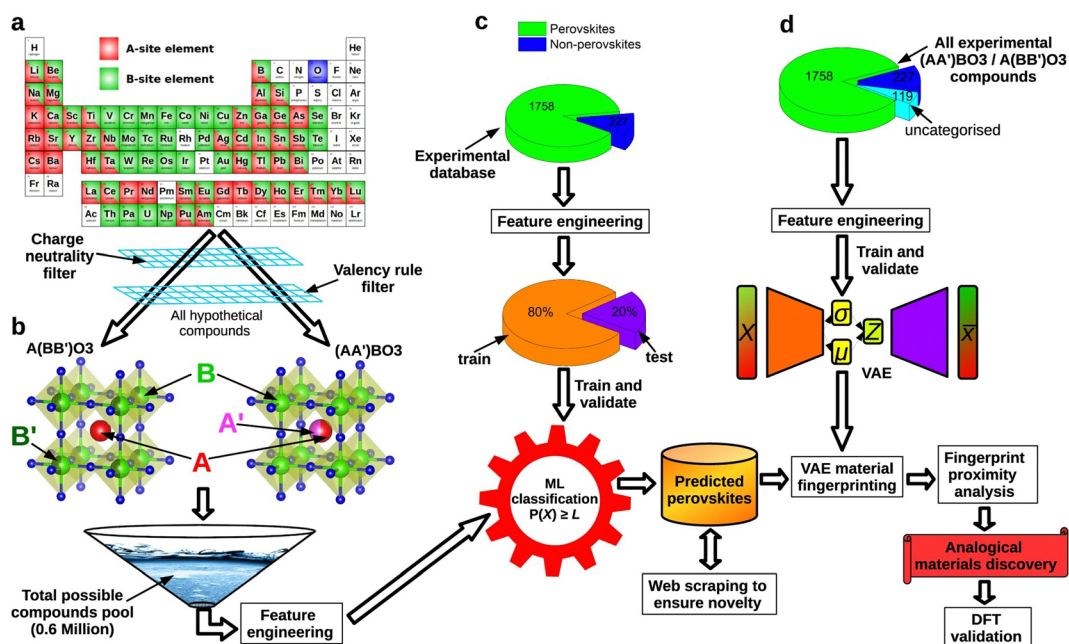 a
A-site element
B-site element
H He
Li Be B C N O F Ne
Na Mg Al Si P S Cl Ar
K Ca Sc Ti V Cr Mn Fe Co Ni Cu Zn Ga Ge As Se Br Kr
Rb Sr Y Zr Nb Mo Tc Ru Rh Pd Ag Cd In Sn Sb Te I Xe
Cs Ba Hf Ta W Re Os Ir Pt Au Hg Tl Pb Bi Po At Rn
Fr Ra
La Ce Pr Nd Pm Sm Eu Gd Tb Dy Ho Er Tm Yb Lu
Ac Th Pa U Np Pu Am Cm Bk Cf Es Fm Md No Lr
Charge
neutrality
filter
Valency rule
filter
All hypothetical
compounds
b
A(BB')O3
(AA')BO3
B
B'
A'
A
Total possible
compounds pool
(0.6 Million)
Feature
engineering
c
Perovskites
Non-perovskites
1758
227
Experimental
database
Feature engineering
80%
20%
train
test
Train and
validate
ML
classification
P(X) ≥ L
Predicted
perovskites
Web scraping to
ensure novelty
d
All experimental
(AA')BO3 / A(BB')O3
compounds
1758
227
119
uncategorised
Feature engineering
Train and
validate
X
σ
μ
Z
x̅
VAE
VAE material
fingerprinting
Fingerprint
proximity
analysis
Analogical
materials discovery
DFT
validation